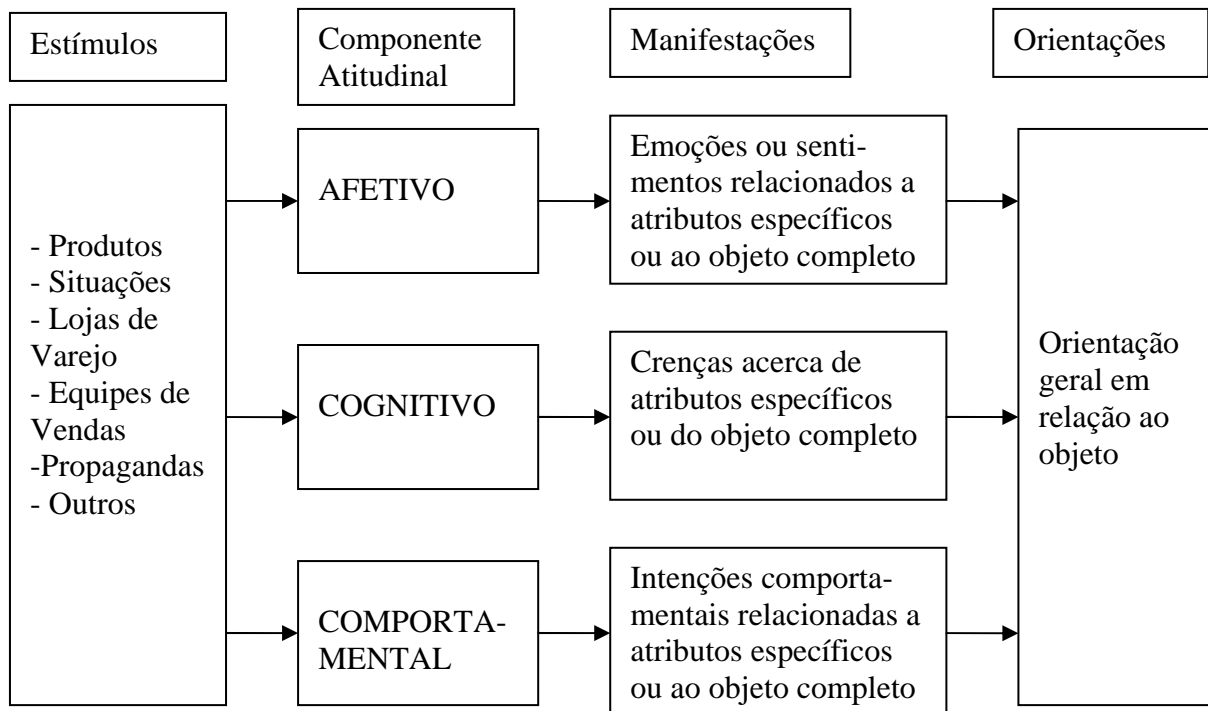 Estímulos
Componente
Atitudinal
Manifestações
Orientações
- Produtos
- Situações
- Lojas de
Varejo
- Equipes de
Vendas
-Propagandas
- Outros
AFETIVO
Emoções ou senti-
mentos relacionados a
atributos específicos
ou ao objeto completo
COGNITIVO
Crenças acerca de
atributos específicos
ou do objeto completo
COMPORTA-
MENTAL
Intenções comporta-
mentais relacionadas a
atributos específicos
ou ao objeto completo
Orientação
geral em
relação ao
objeto